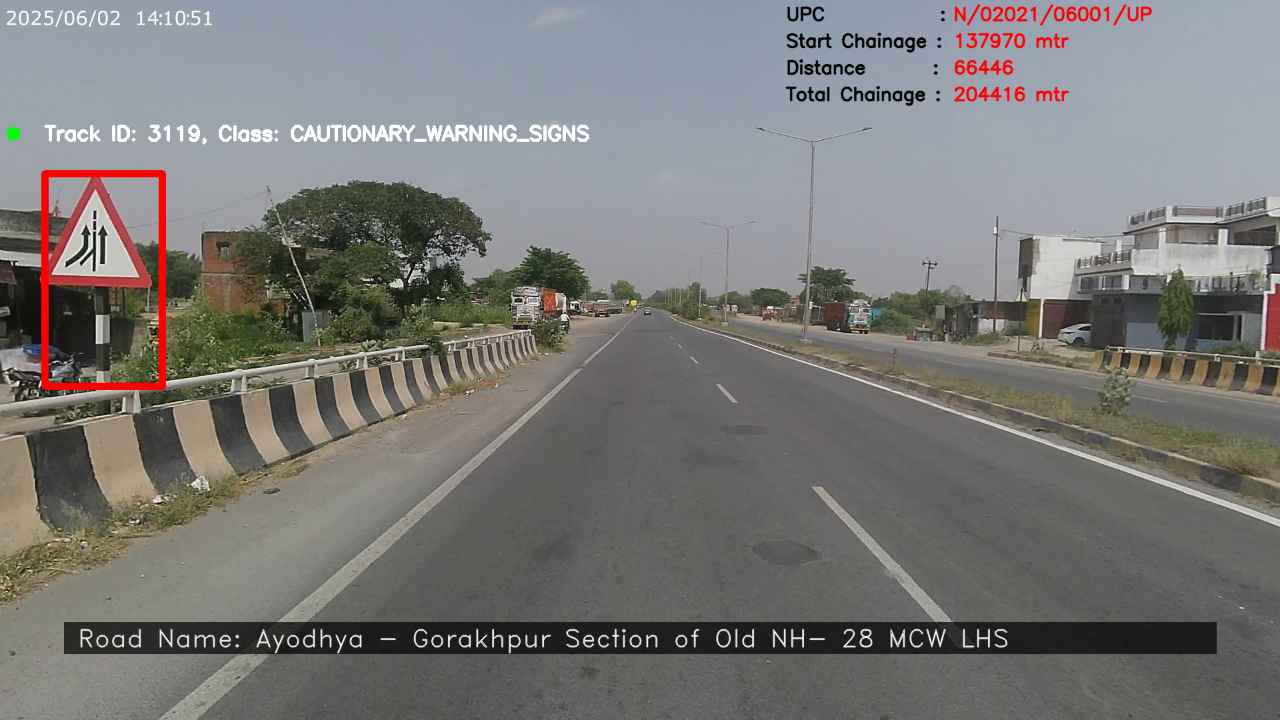 2025/06/02 14:10:51
UPC : N/02021/06001/UP
Start Chainage : 137970 mtr
Distance : 66446
Total Chainage : 204416 mtr
Track ID: 3119, Class: CAUTIONARY_WARNING_SIGNS
Road Name: Ayodhya - Gorakhpur Section of Old NH- 28 MCW LHS